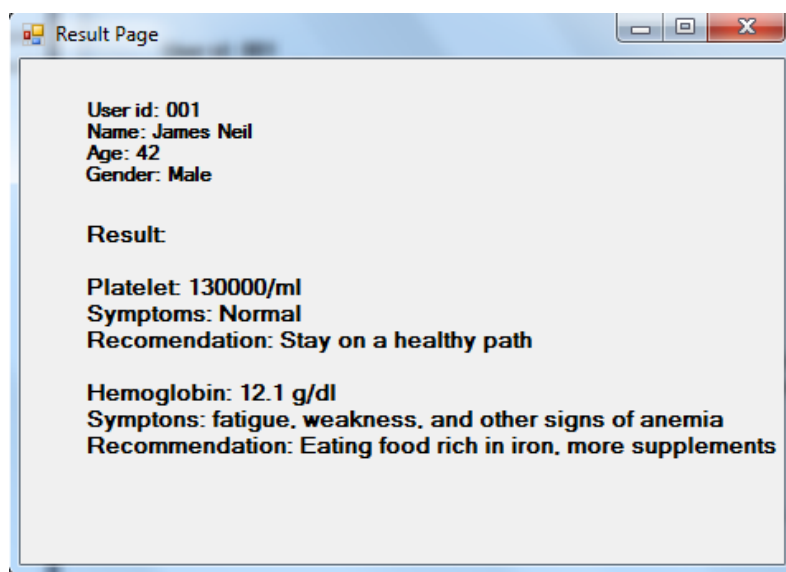 Result Page
User id: 001
Name: James Neil
Age: 42
Gender: Male
Result:
Platelet: 130000/ml
Symptoms: Normal
Recomendation: Stay on a healthy path
Hemoglobin: 12.1 g/dl
Symptons: fatigue, weakness, and other signs of anemia
Recommendation: Eating food rich in iron, more supplements